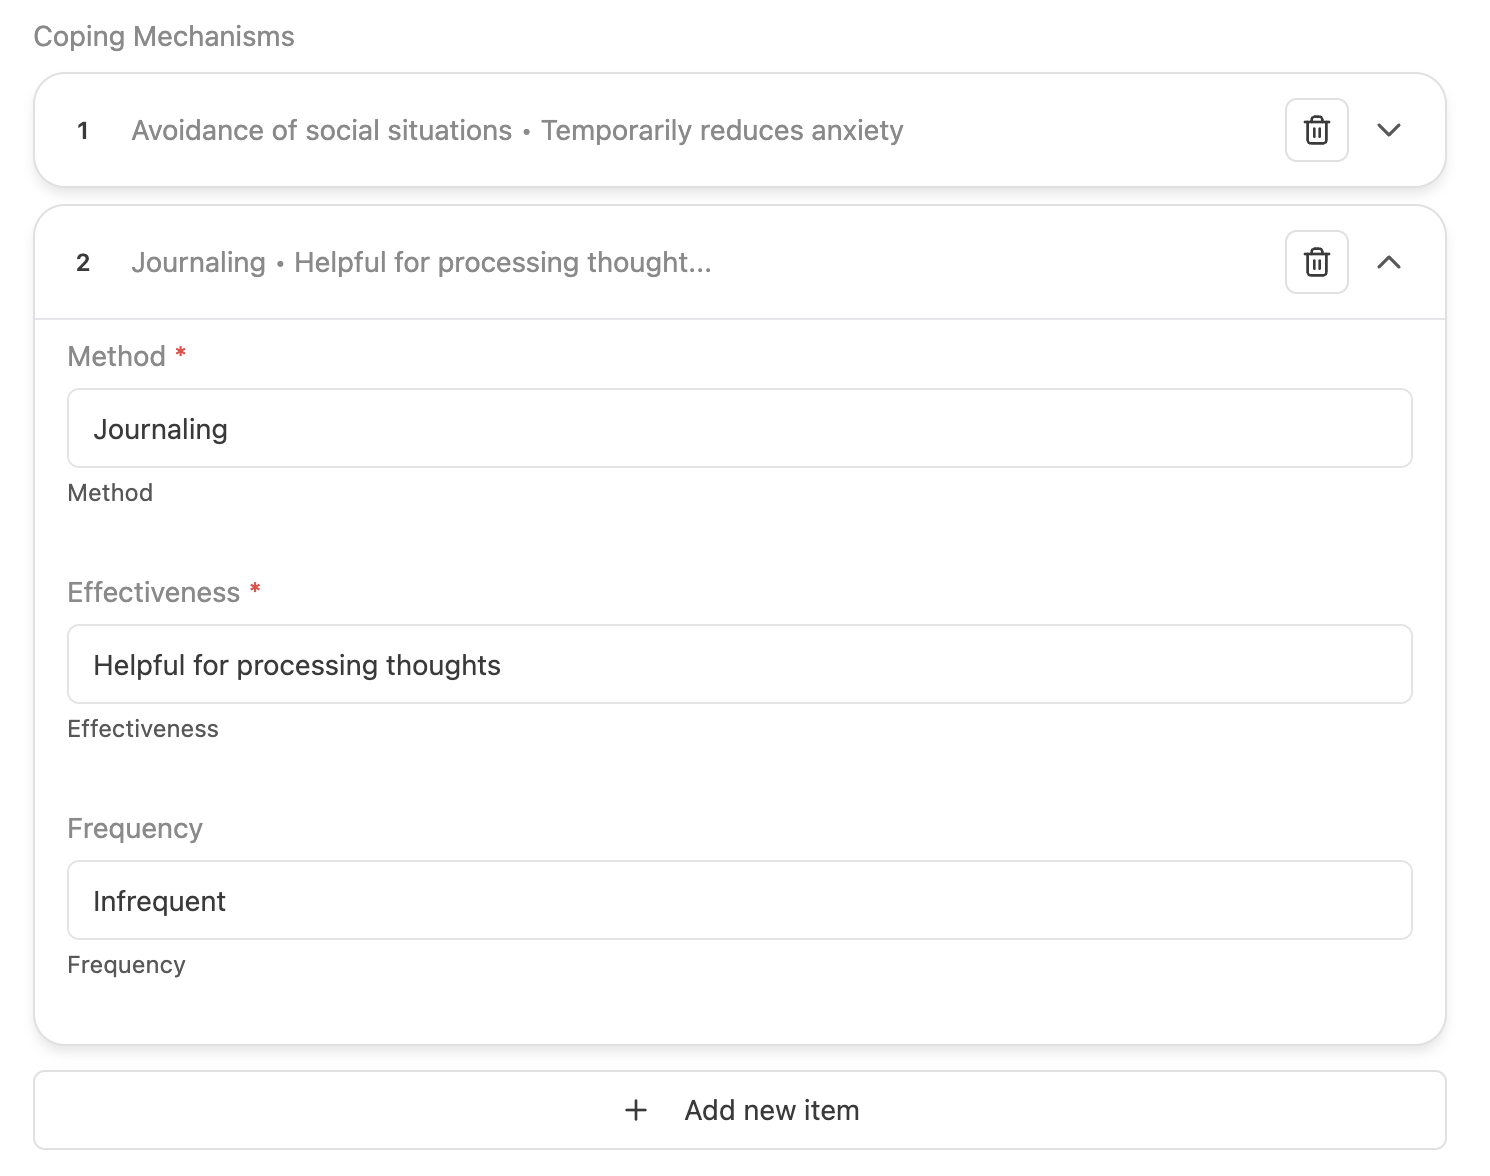 Coping Mechanisms
1 Avoidance of social situations • Temporarily reduces anxiety
2 Journaling • Helpful for processing thought...
Method *
Journaling
Method
Effectiveness *
Helpful for processing thoughts
Effectiveness
Frequency
Infrequent
Frequency
+ Add new item